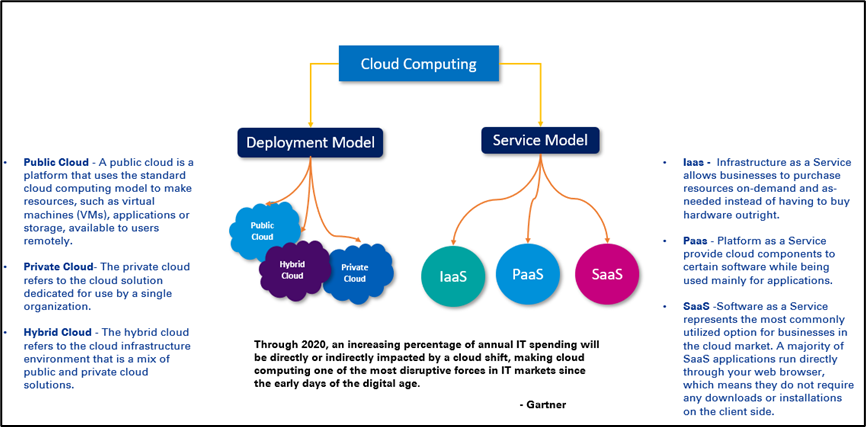 Cloud Computing
Deployment Model
Service Model
• Public Cloud - A public cloud is a
platform that uses the standard
cloud computing model to make
resources, such as virtual
machines (VMs), applications or
storage, available to users
remotely.
• Private Cloud- The private cloud
refers to the cloud solution
dedicated for use by a single
organization.
• Hybrid Cloud - The hybrid cloud
refers to the cloud infrastructure
environment that is a mix of
public and private cloud
solutions.
Public
Cloud
Hybrid
Cloud
Private
Cloud
IaaS
PaaS
SaaS
Through 2020, an increasing percentage of annual IT spending will
be directly or indirectly impacted by a cloud shift, making cloud
computing one of the most disruptive forces in IT markets since
the early days of the digital age.
- Gartner
• Iaas - Infrastructure as a Service
allows businesses to purchase
resources on-demand and as-
needed instead of having to buy
hardware outright.
• Paas - Platform as a Service
provide cloud components to
certain software while being
used mainly for applications.
• SaaS -Software as a Service
represents the most commonly
utilized option for businesses in
the cloud market. A majority of
SaaS applications run directly
through your web browser,
which means they do not require
any downloads or installations
on the client side.